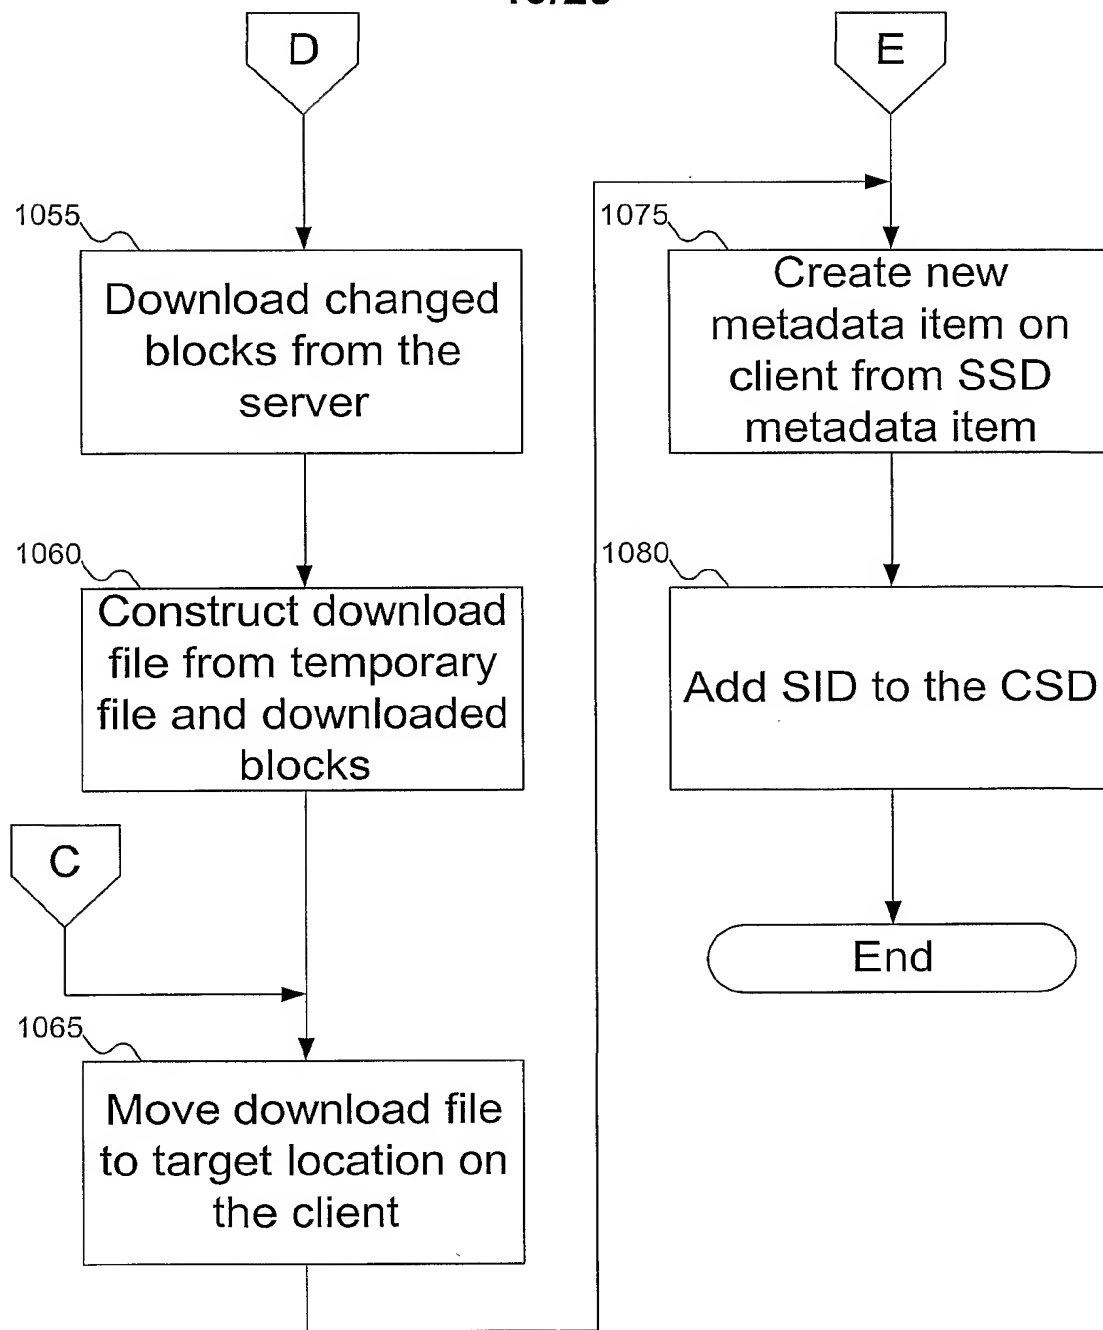 D
1055
Download changed
blocks from the
server
1060
Construct download
file from temporary
file and downloaded
blocks
C
1065
Move download file
to target location on
the client
E
1075
Create new
metadata item on
client from SSD
metadata item
1080
Add SID to the CSD
End